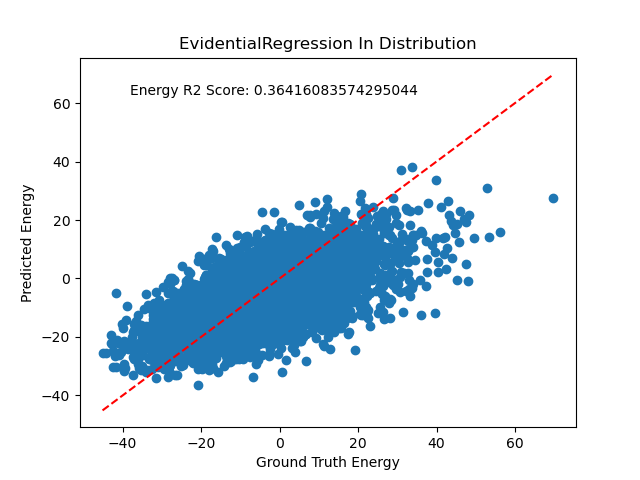 EvidentialRegression In Distribution
Energy R2 Score: 0.36416083574295044
60
40
20
0
−20
−40
Predicted Energy
−40 −20 0 20 40 60
Ground Truth Energy